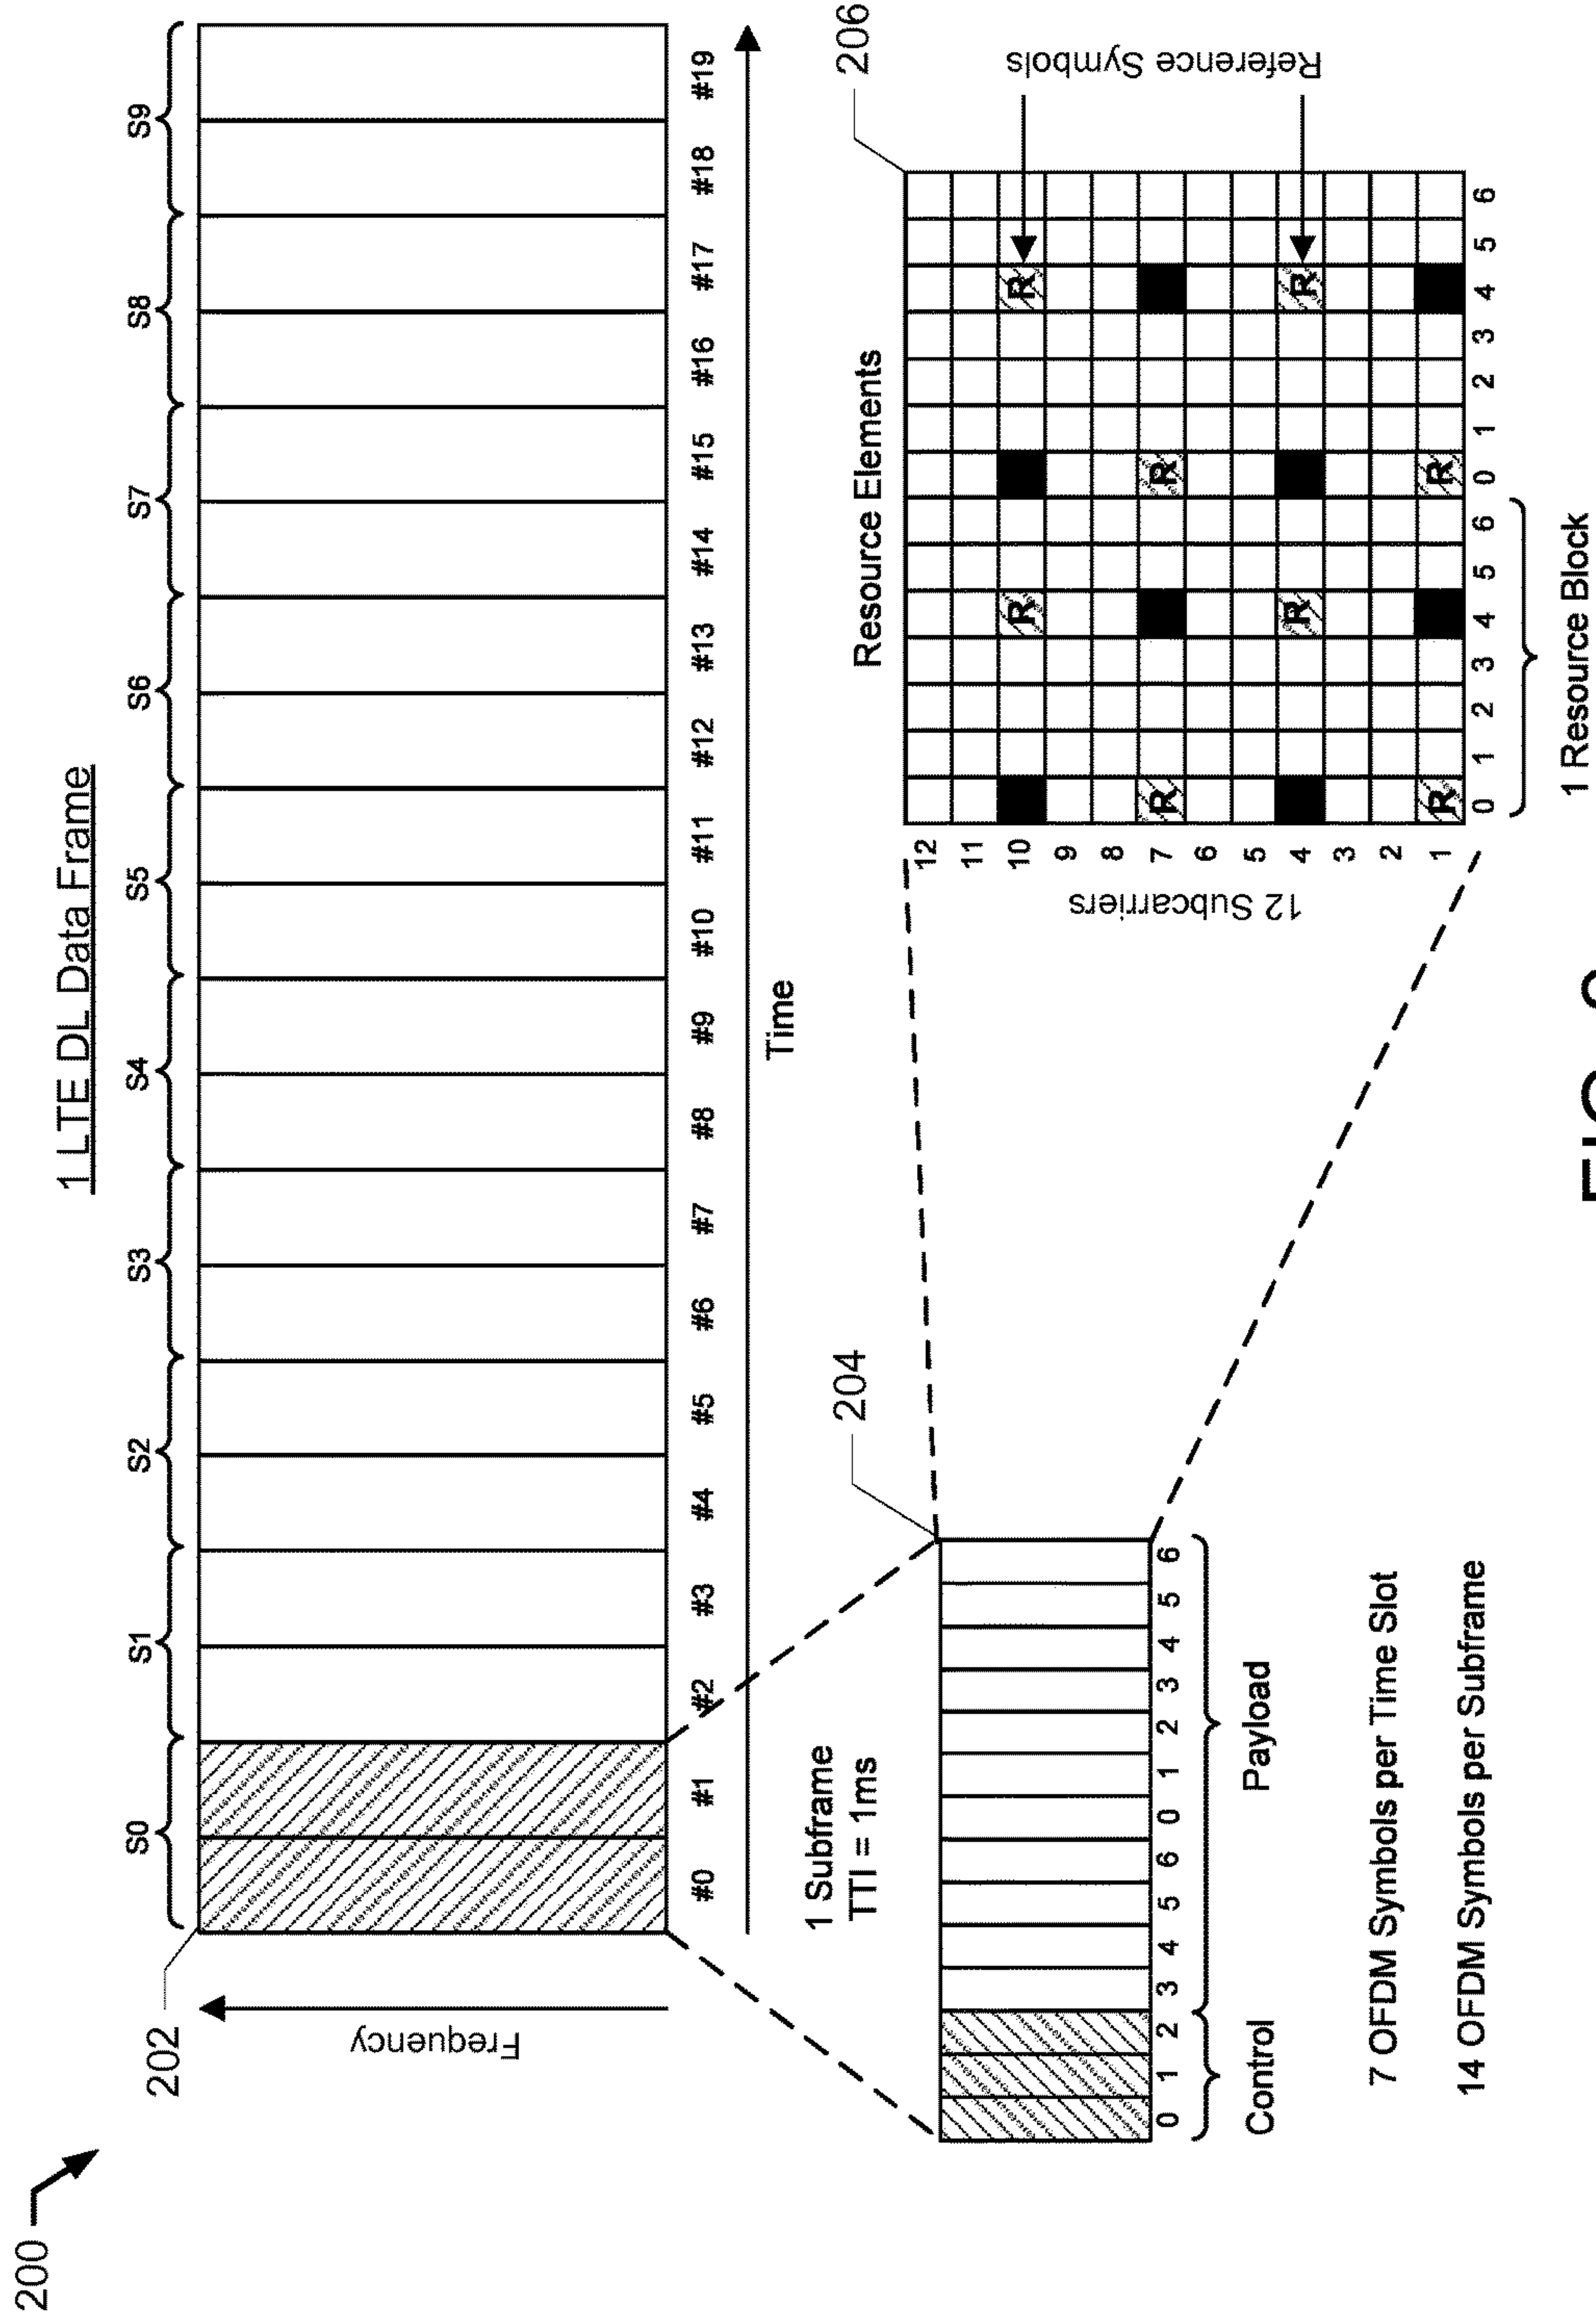 200
1 LTE DL Data Frame
S0 S1 S2 S3 S4 S5 S6 S7 S8 S9
202
Frequency
#0 #1 #2 #3 #4 #5 #6 #7 #8 #9 #10 #11 #12 #13 #14 #15 #16 #17 #18 #19
Time
1 Subframe
TTI = 1ms
204
0 1 2 3 4 5 6 0 1 2 3 4 5 6
Control
Payload
7 OFDM Symbols per Time Slot
14 OFDM Symbols per Subframe
Resource Elements
206
12 Subcarriers
12
11
10 R R
9
8
7 R R
6
5
4 R R
3
2
1 R R
0 1 2 3 4 5 6 0 1 2 3 4 5 6
Reference Symbols
1 Resource Block